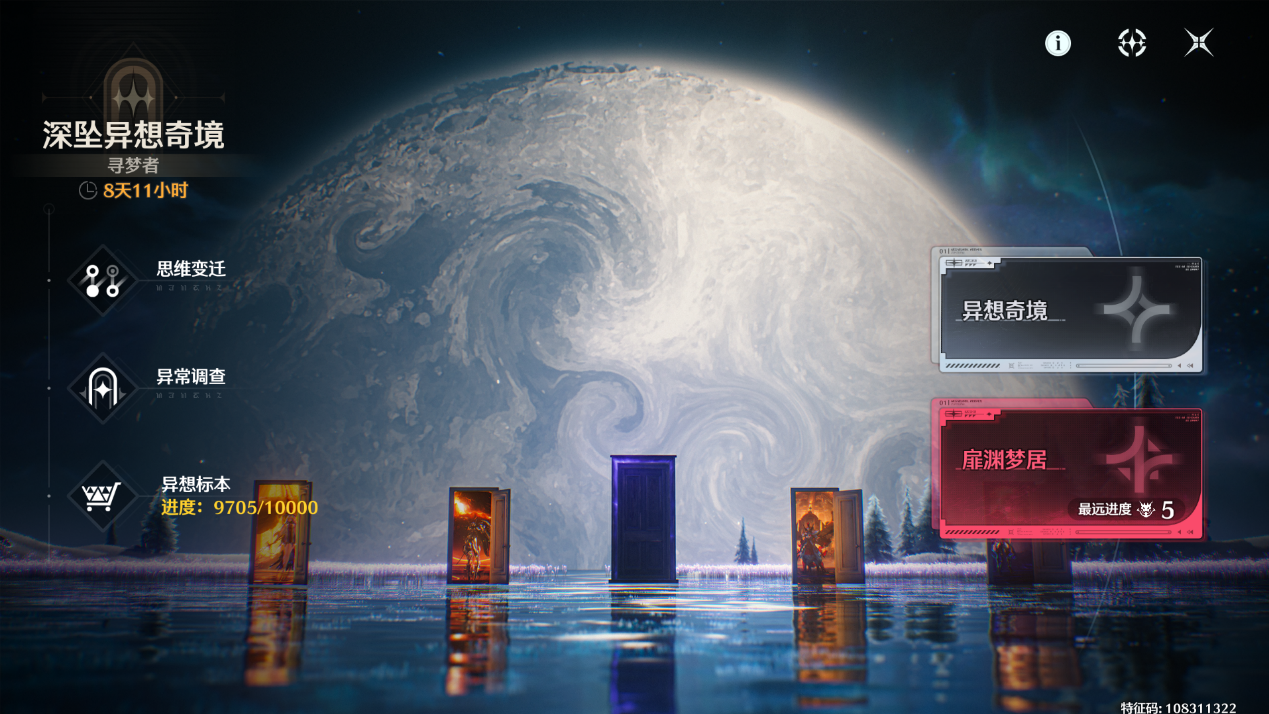 深坠异想奇境
寻梦者
8天11小时
思维变迁
异常调查
异想标本
进度：9705/10000
异想奇境
扉渊梦居
最远进度 5
特征码: 108311322